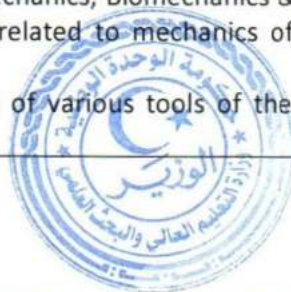 echanics, Biomechanics &
related to mechanics of
of various tools of the
حكومة الوحدة الوطنية
الوزير
وزارة التعليم العالي والبحث العلمي